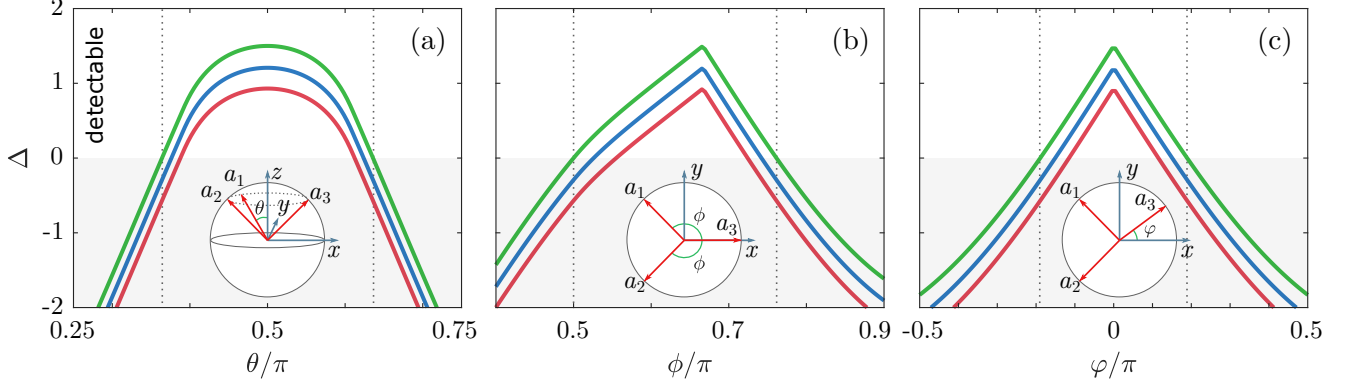 2
1
0
-1
-2
Δ
detectable
(a)
a₁
a₂
a₃
z
y
x
θ
0.25
0.5
0.75
θ/π
(b)
y
a₁
a₂
a₃
x
ϕ
ϕ
0.5
0.7
0.9
ϕ/π
(c)
y
a₁
a₂
a₃
x
φ
-0.5
0
0.5
φ/π